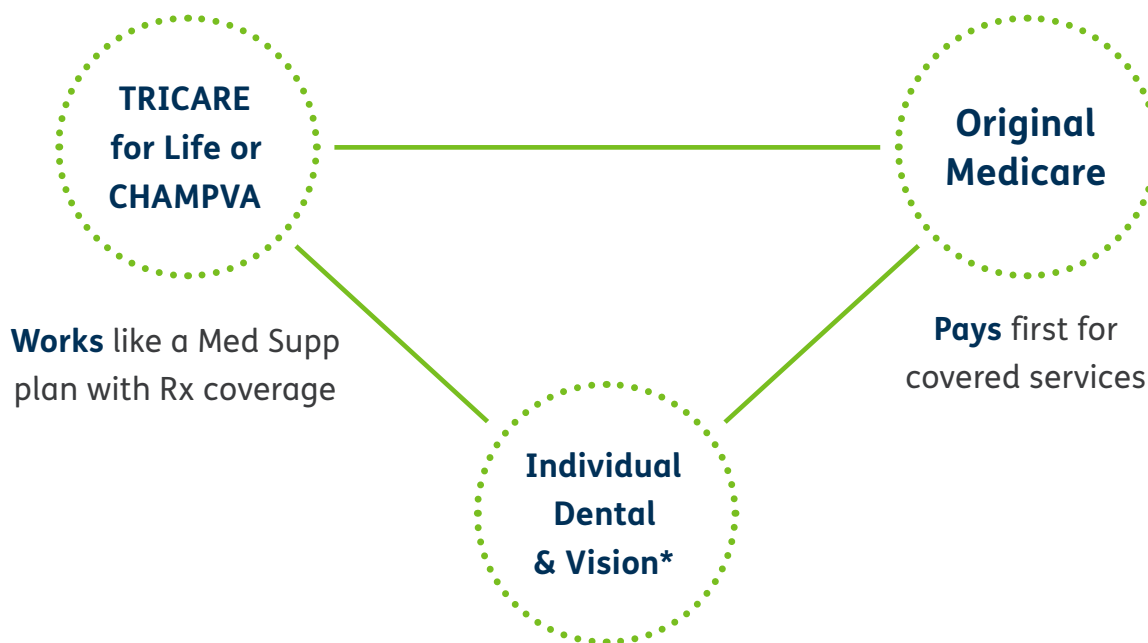 TRICARE
for Life or
CHAMPVA
Original
Medicare
Works like a Med Supp
plan with Rx coverage
Pays first for
covered services
Individual
Dental
& Vision*